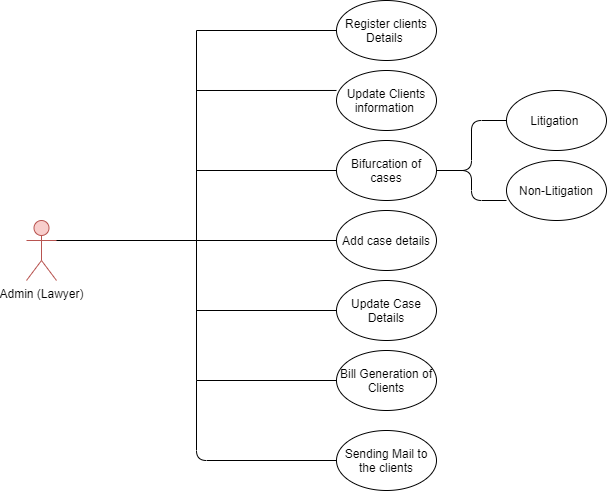 Register clients
Details
Update Clients
information
Bifurcation of
cases
Litigation
Non-Litigation
Add case details
Admin (Lawyer)
Update Case
Details
Bill Generation of
Clients
Sending Mail to
the clients